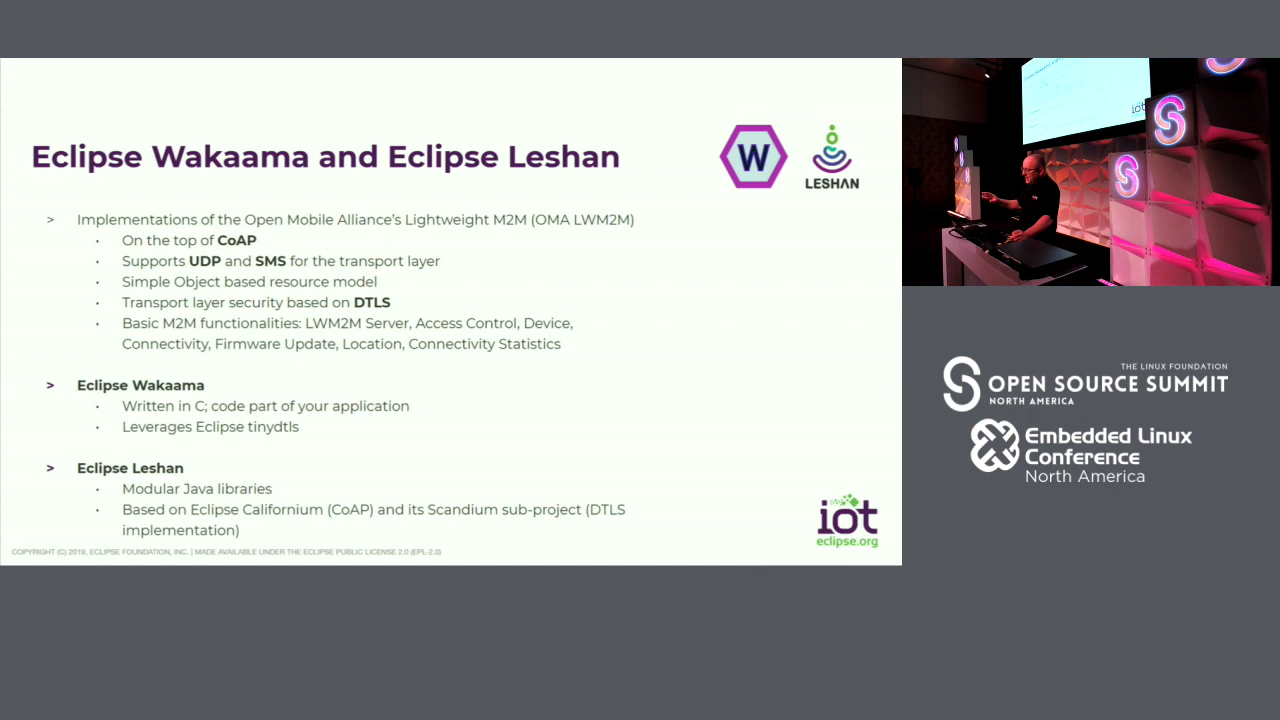 Eclipse Wakaama and Eclipse Leshan
W
LESHAN
> Implementations of the Open Mobile Alliance's Lightweight M2M (OMA LWM2M)
• On the top of CoAP
• Supports UDP and SMS for the transport layer
• Simple Object based resource model
• Transport layer security based on DTLS
• Basic M2M functionalities: LWM2M Server, Access Control, Device,
Connectivity, Firmware Update, Location, Connectivity Statistics
> Eclipse Wakaama
• Written in C; code part of your application
• Leverages Eclipse tinydtls
> Eclipse Leshan
• Modular Java libraries
• Based on Eclipse Californium (CoAP) and its Scandium sub-project (DTLS
implementation)
iot
eclipse.org
COPYRIGHT (C) 2019, ECLIPSE FOUNDATION, INC. | MADE AVAILABLE UNDER THE ECLIPSE PUBLIC LICENSE 2.0 (EPL-2.0)
iot
THE LINUX FOUNDATION
OPEN SOURCE SUMMIT
NORTH AMERICA
Embedded Linux
Conference
North America